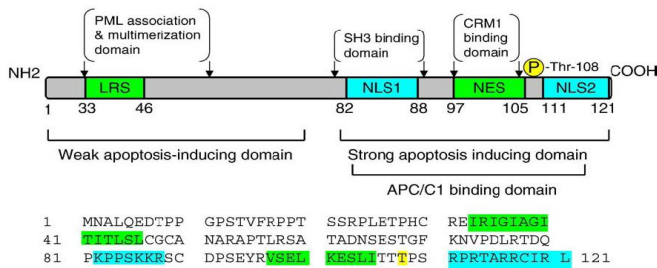 PML association
& multimerization
domain
SH3 binding
domain
CRM1
binding
domain
P -Thr-108
NH2
COOH
LRS NLS1 NES NLS2
1 33 46 82 88 97 105 111 121
Weak apoptosis-inducing domain Strong apoptosis inducing domain
APC/C1 binding domain
1 MNALQEDTPP GPSTVFRPPT SSRPLETPHC REIRIGIAGI
41 TITLSLCGCA NARAPTLRSA TADNSESTGF KNVPDLRTDQ
81 PKPPSKKRSC DPSEYRVSEL KESLITTTPS RPRTARRCIR L 121